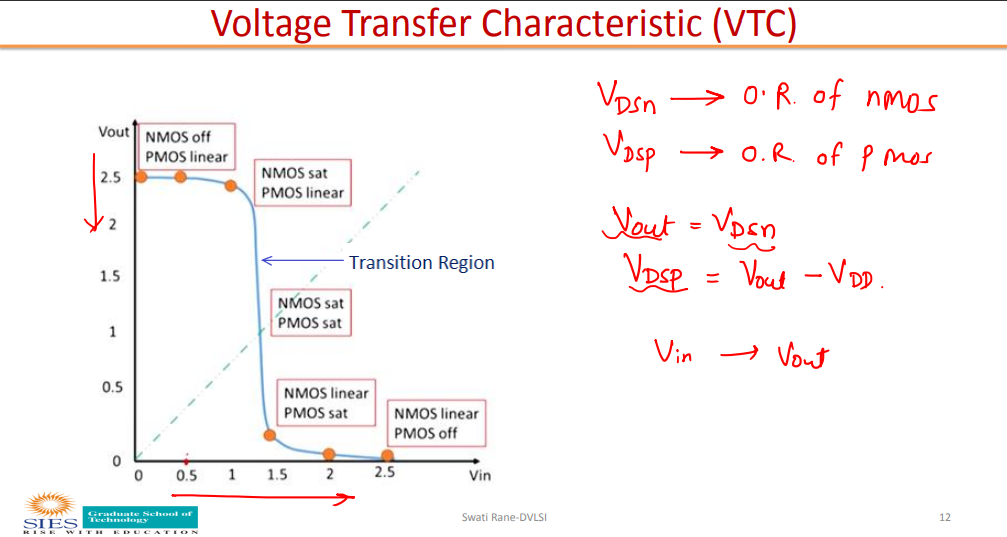 Voltage Transfer Characteristic (VTC)
Vout
NMOS off
PMOS linear
2.5
NMOS sat
PMOS linear
2
Transition Region
1.5
NMOS sat
PMOS sat
1
0.5
NMOS linear
PMOS sat
NMOS linear
PMOS off
0
0 0.5 1 1.5 2 2.5 Vin
VDSn → O.R. of nmos
VDSP → O.R. of pmos
Vout = VDSn
VDSP = Vout - VDD.
Vin → Vout
SIES
Graduate School of
Technology
RISE WITH EDUCATION
Swati Rane-DVLSI
12